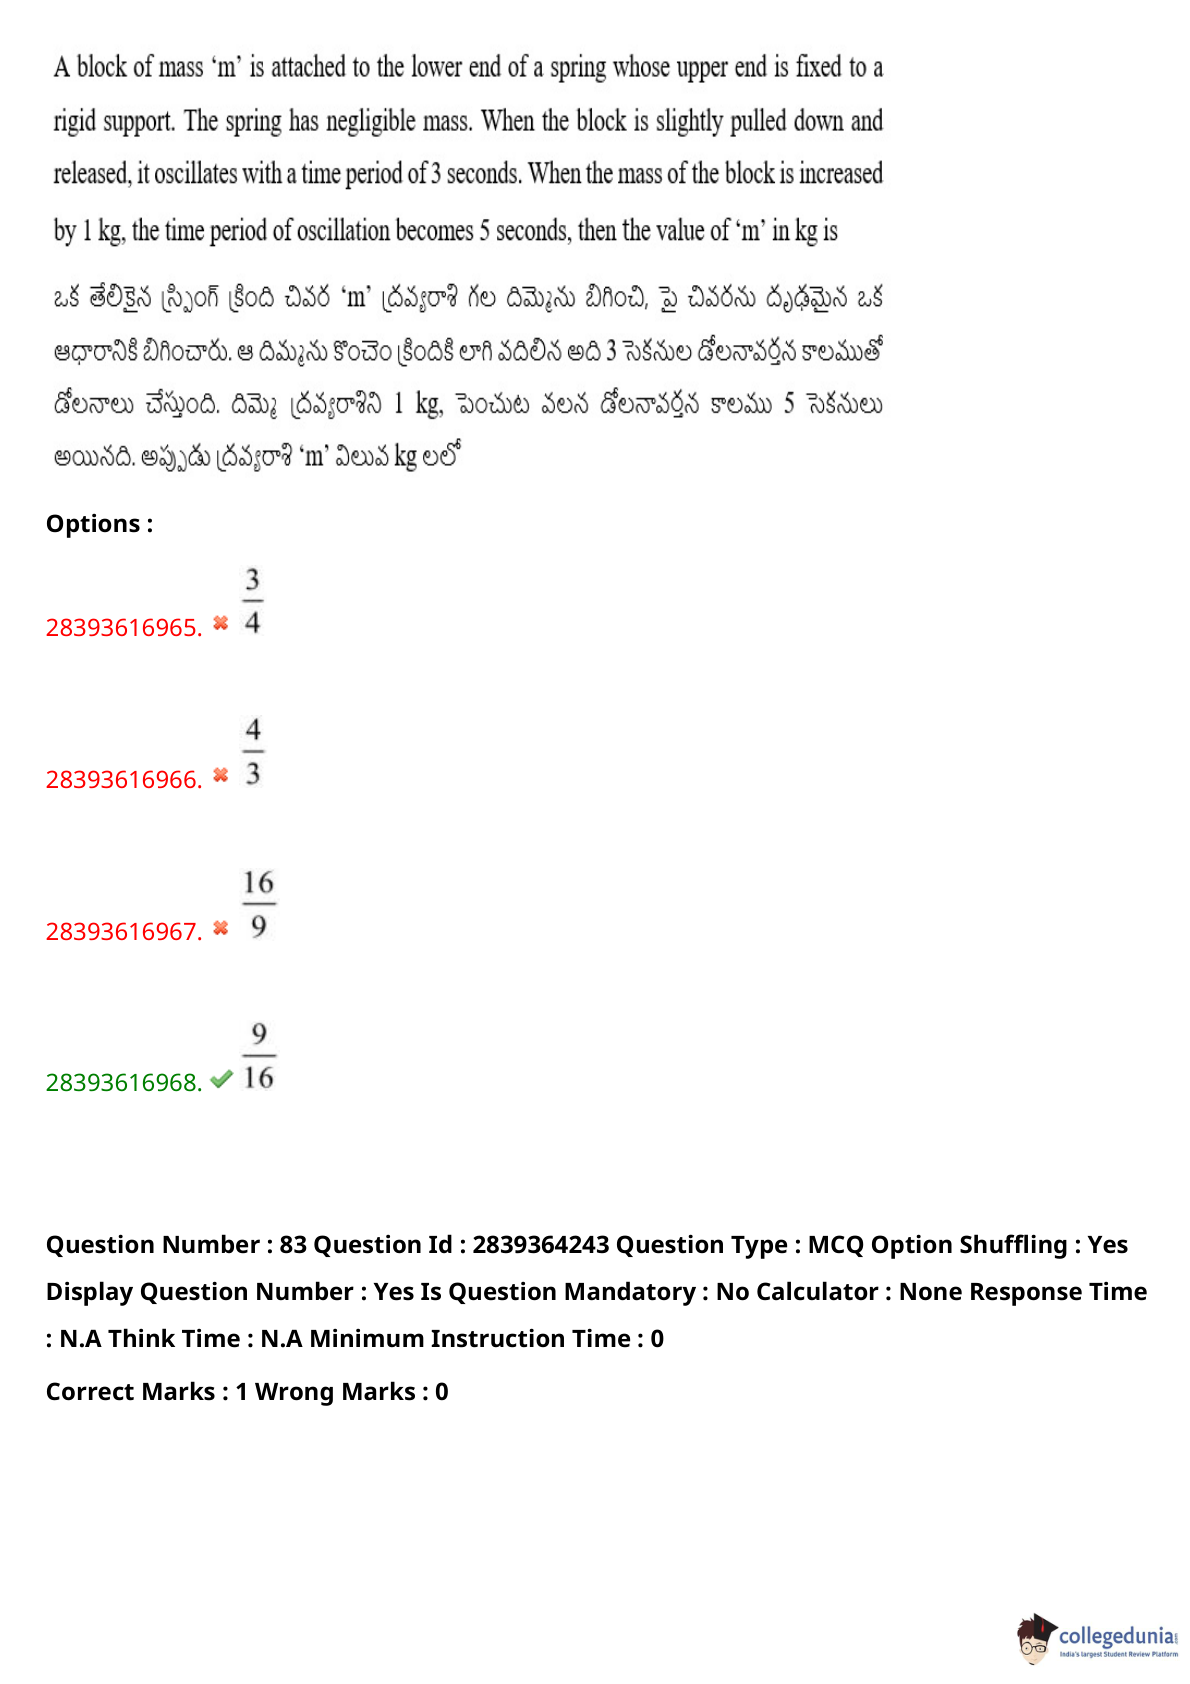 A block of mass ‘m’ is attached to the lower end of a spring whose upper end is fixed to a
rigid support. The spring has negligible mass. When the block is slightly pulled down and
released, it oscillates with a time period of 3 seconds. When the mass of the block is increased
by 1 kg, the time period of oscillation becomes 5 seconds, then the value of ‘m’ in kg is
ఒక తేలికైన స్ప్రింగ్ క్రింది చివర ‘m’ ద్రవ్యరాశి గల దిమ్మెను బిగించి, పై చివరను దృఢమైన ఒక
ఆధారానికి బిగించారు. ఆ దిమ్మను కొంచెం క్రిందికి లాగి వదిలిన అది 3 సెకనుల డోలనావర్తన కాలముతో
డోలనాలు చేస్తుంది. దిమ్మె ద్రవ్యరాశిని 1 kg, పెంచుట వలన డోలనావర్తన కాలము 5 సెకనులు
అయినది. అప్పుడు ద్రవ్యరాశి ‘m’ విలువ kg లలో
Options :
28393616965. 3/4
28393616966. 4/3
28393616967. 16/9
28393616968. 9/16
Question Number : 83 Question Id : 2839364243 Question Type : MCQ Option Shuffling : Yes
Display Question Number : Yes Is Question Mandatory : No Calculator : None Response Time
: N.A Think Time : N.A Minimum Instruction Time : 0
Correct Marks : 1 Wrong Marks : 0
collegedunia
India's largest Student Review Platform